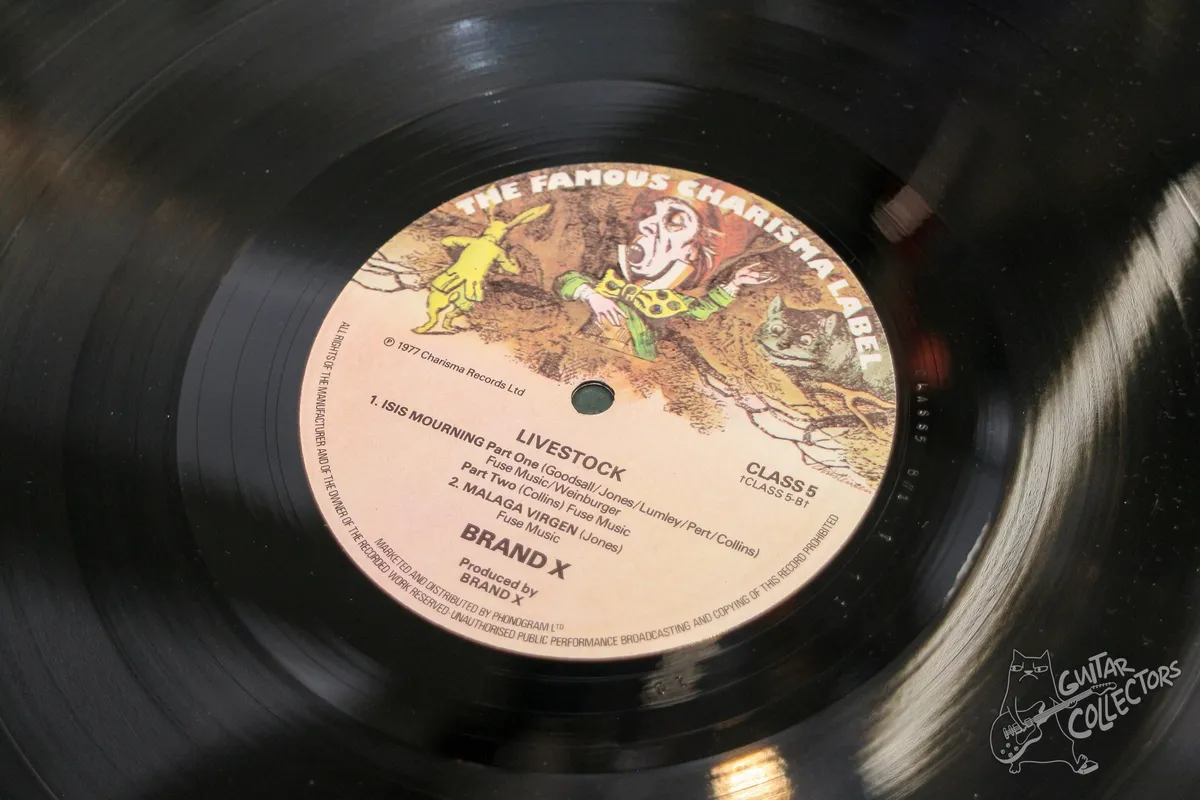 THE FAMOUS CHARISMA LABEL
℗ 1977 Charisma Records Ltd
LIVESTOCK
1. ISIS MOURNING Part One (Goodsall/Jones/Lumley/Pert/Collins)
Fuse Music/Weinburger
Part Two (Collins) Fuse Music
2. MALAGA VIRGEN (Jones)
Fuse Music
CLASS 5
†CLASS 5-B†
BRAND X
Produced by
BRAND X
MARKETED AND DISTRIBUTED BY PHONOGRAM LTD
ALL RIGHTS OF THE MANUFACTURER AND OF THE OWNER OF THE RECORDED WORK RESERVED·UNAUTHORISED PUBLIC PERFORMANCE BROADCASTING AND COPYING OF THIS RECORD PROHIBITED
GUITAR
COLLECTORS